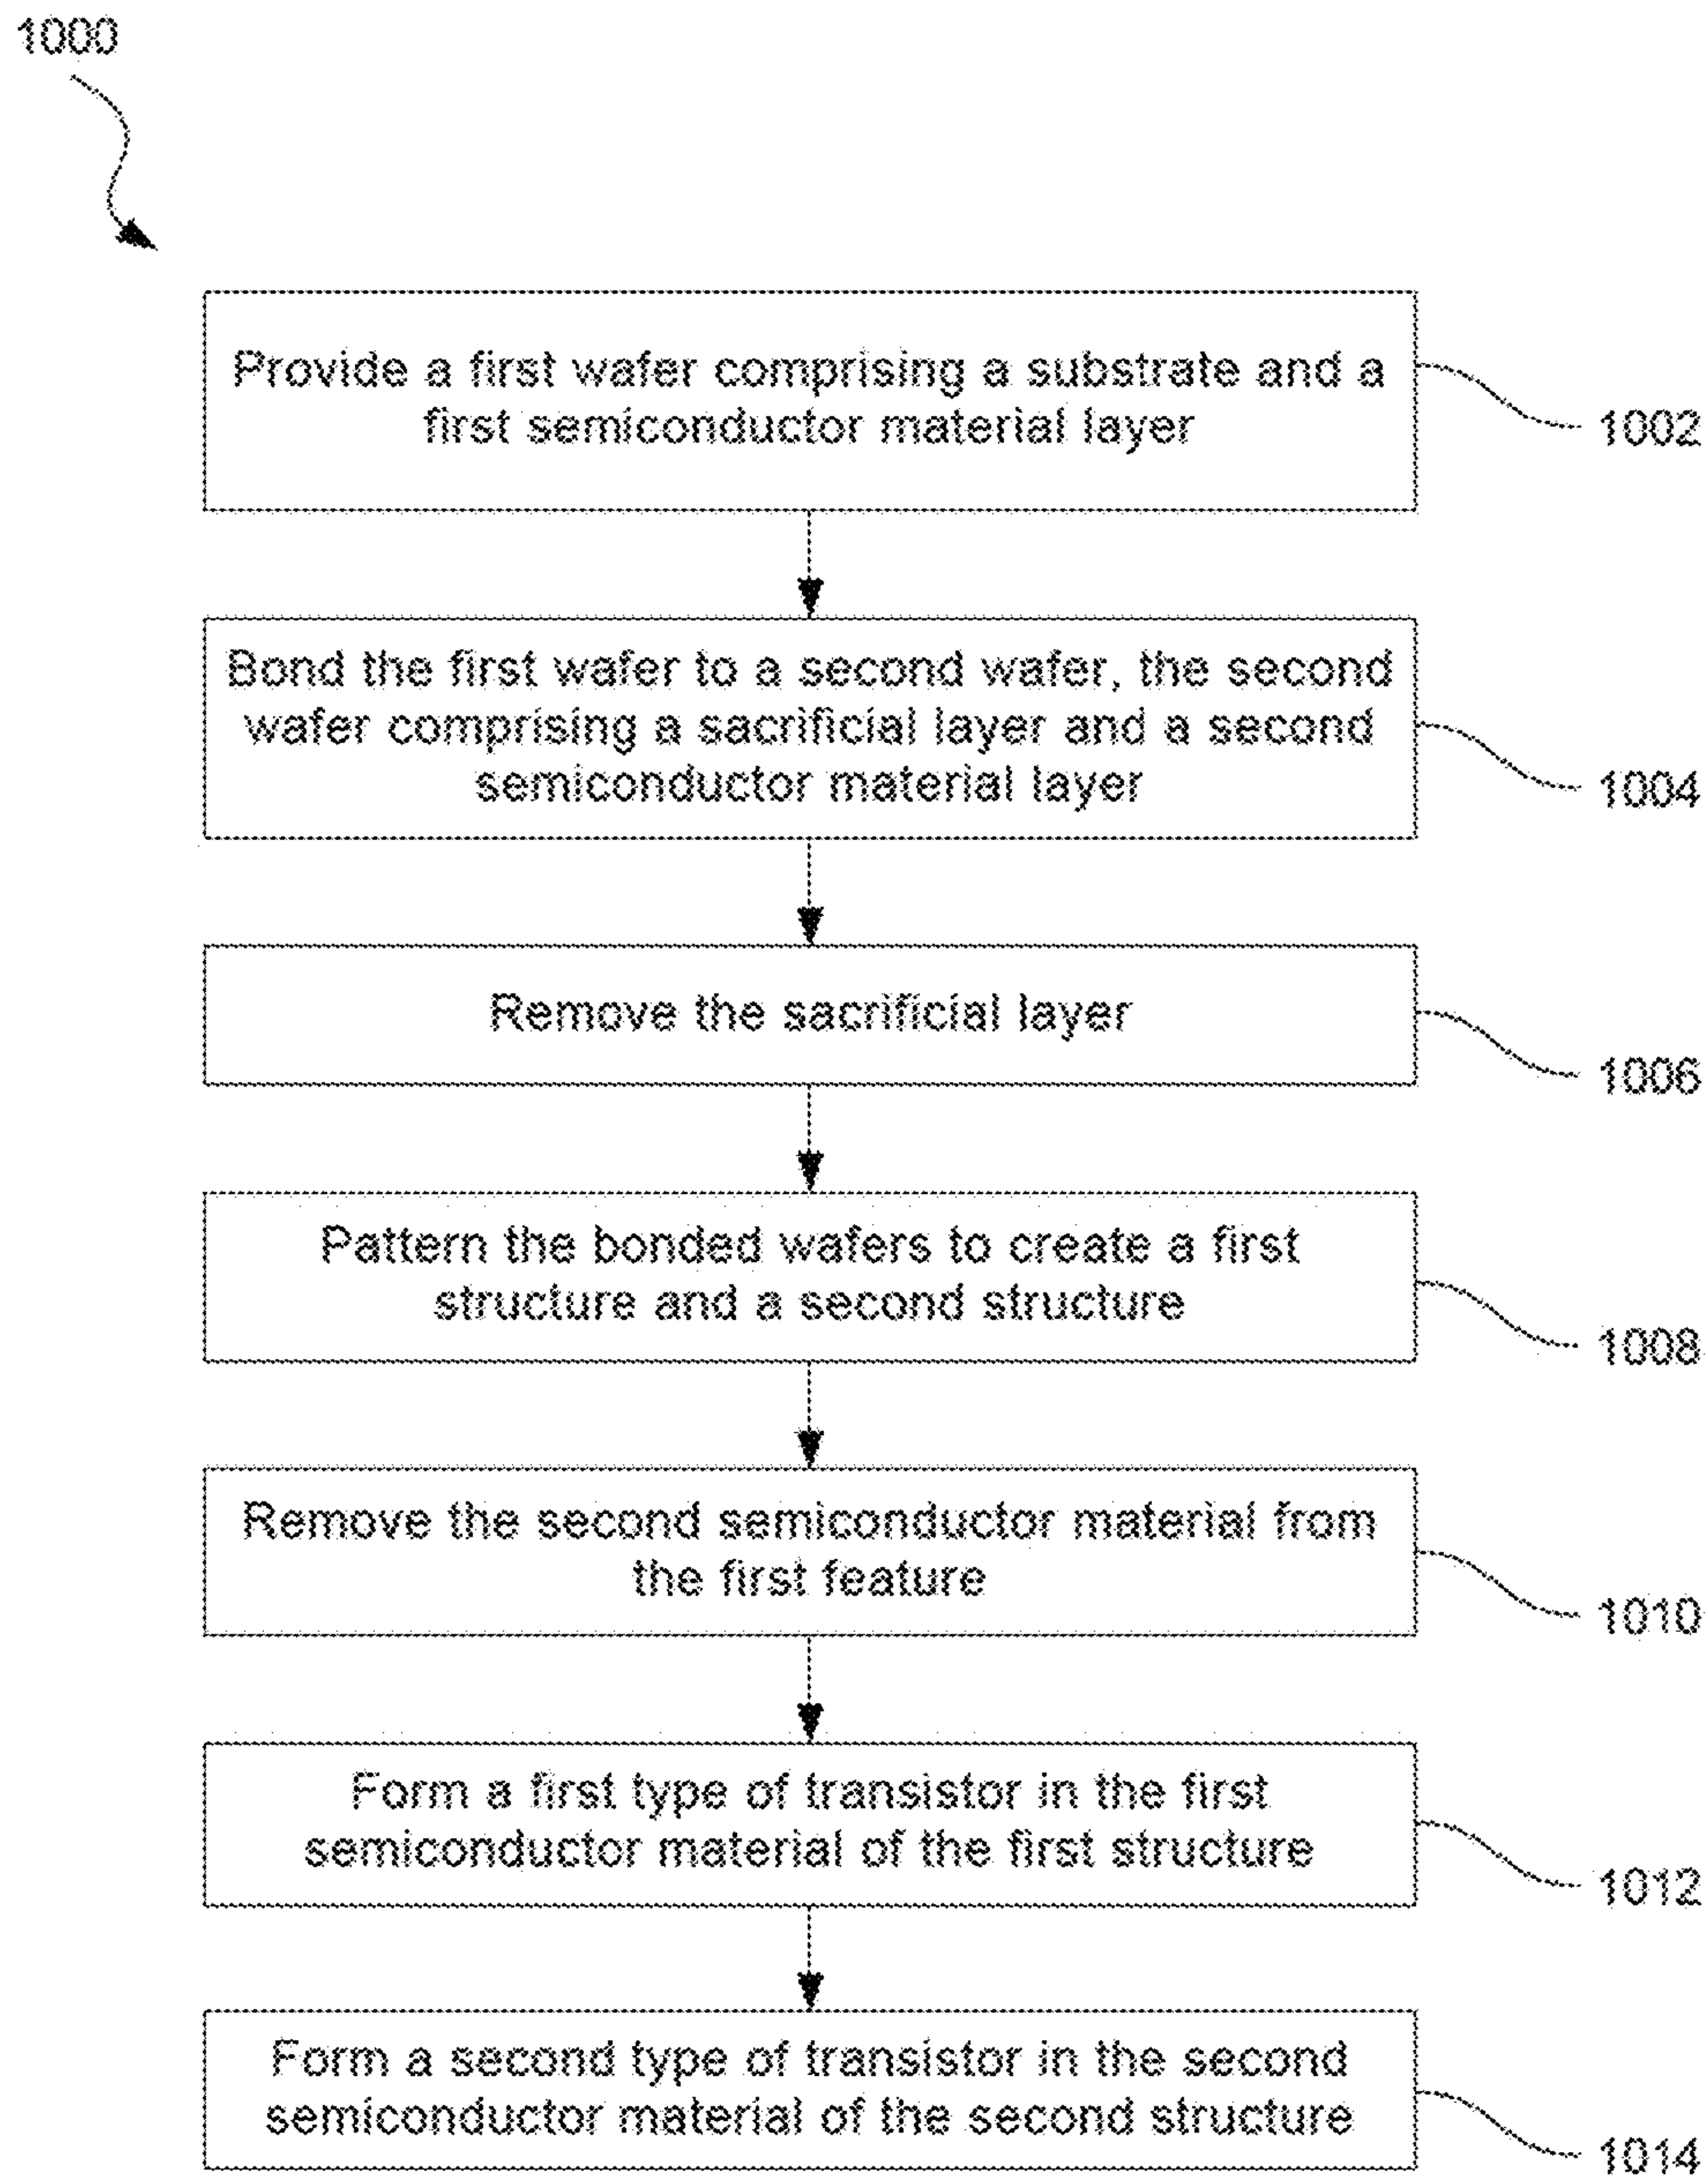 1000
Provide a first wafer comprising a substrate and a
first semiconductor material layer
1002
Bond the first wafer to a second wafer, the second
wafer comprising a sacrificial layer and a second
semiconductor material layer
1004
Remove the sacrificial layer
1006
Pattern the bonded wafers to create a first
structure and a second structure
1008
Remove the second semiconductor material from
the first feature
1010
Form a first type of transistor in the first
semiconductor material of the first structure
1012
Form a second type of transistor in the second
semiconductor material of the second structure
1014